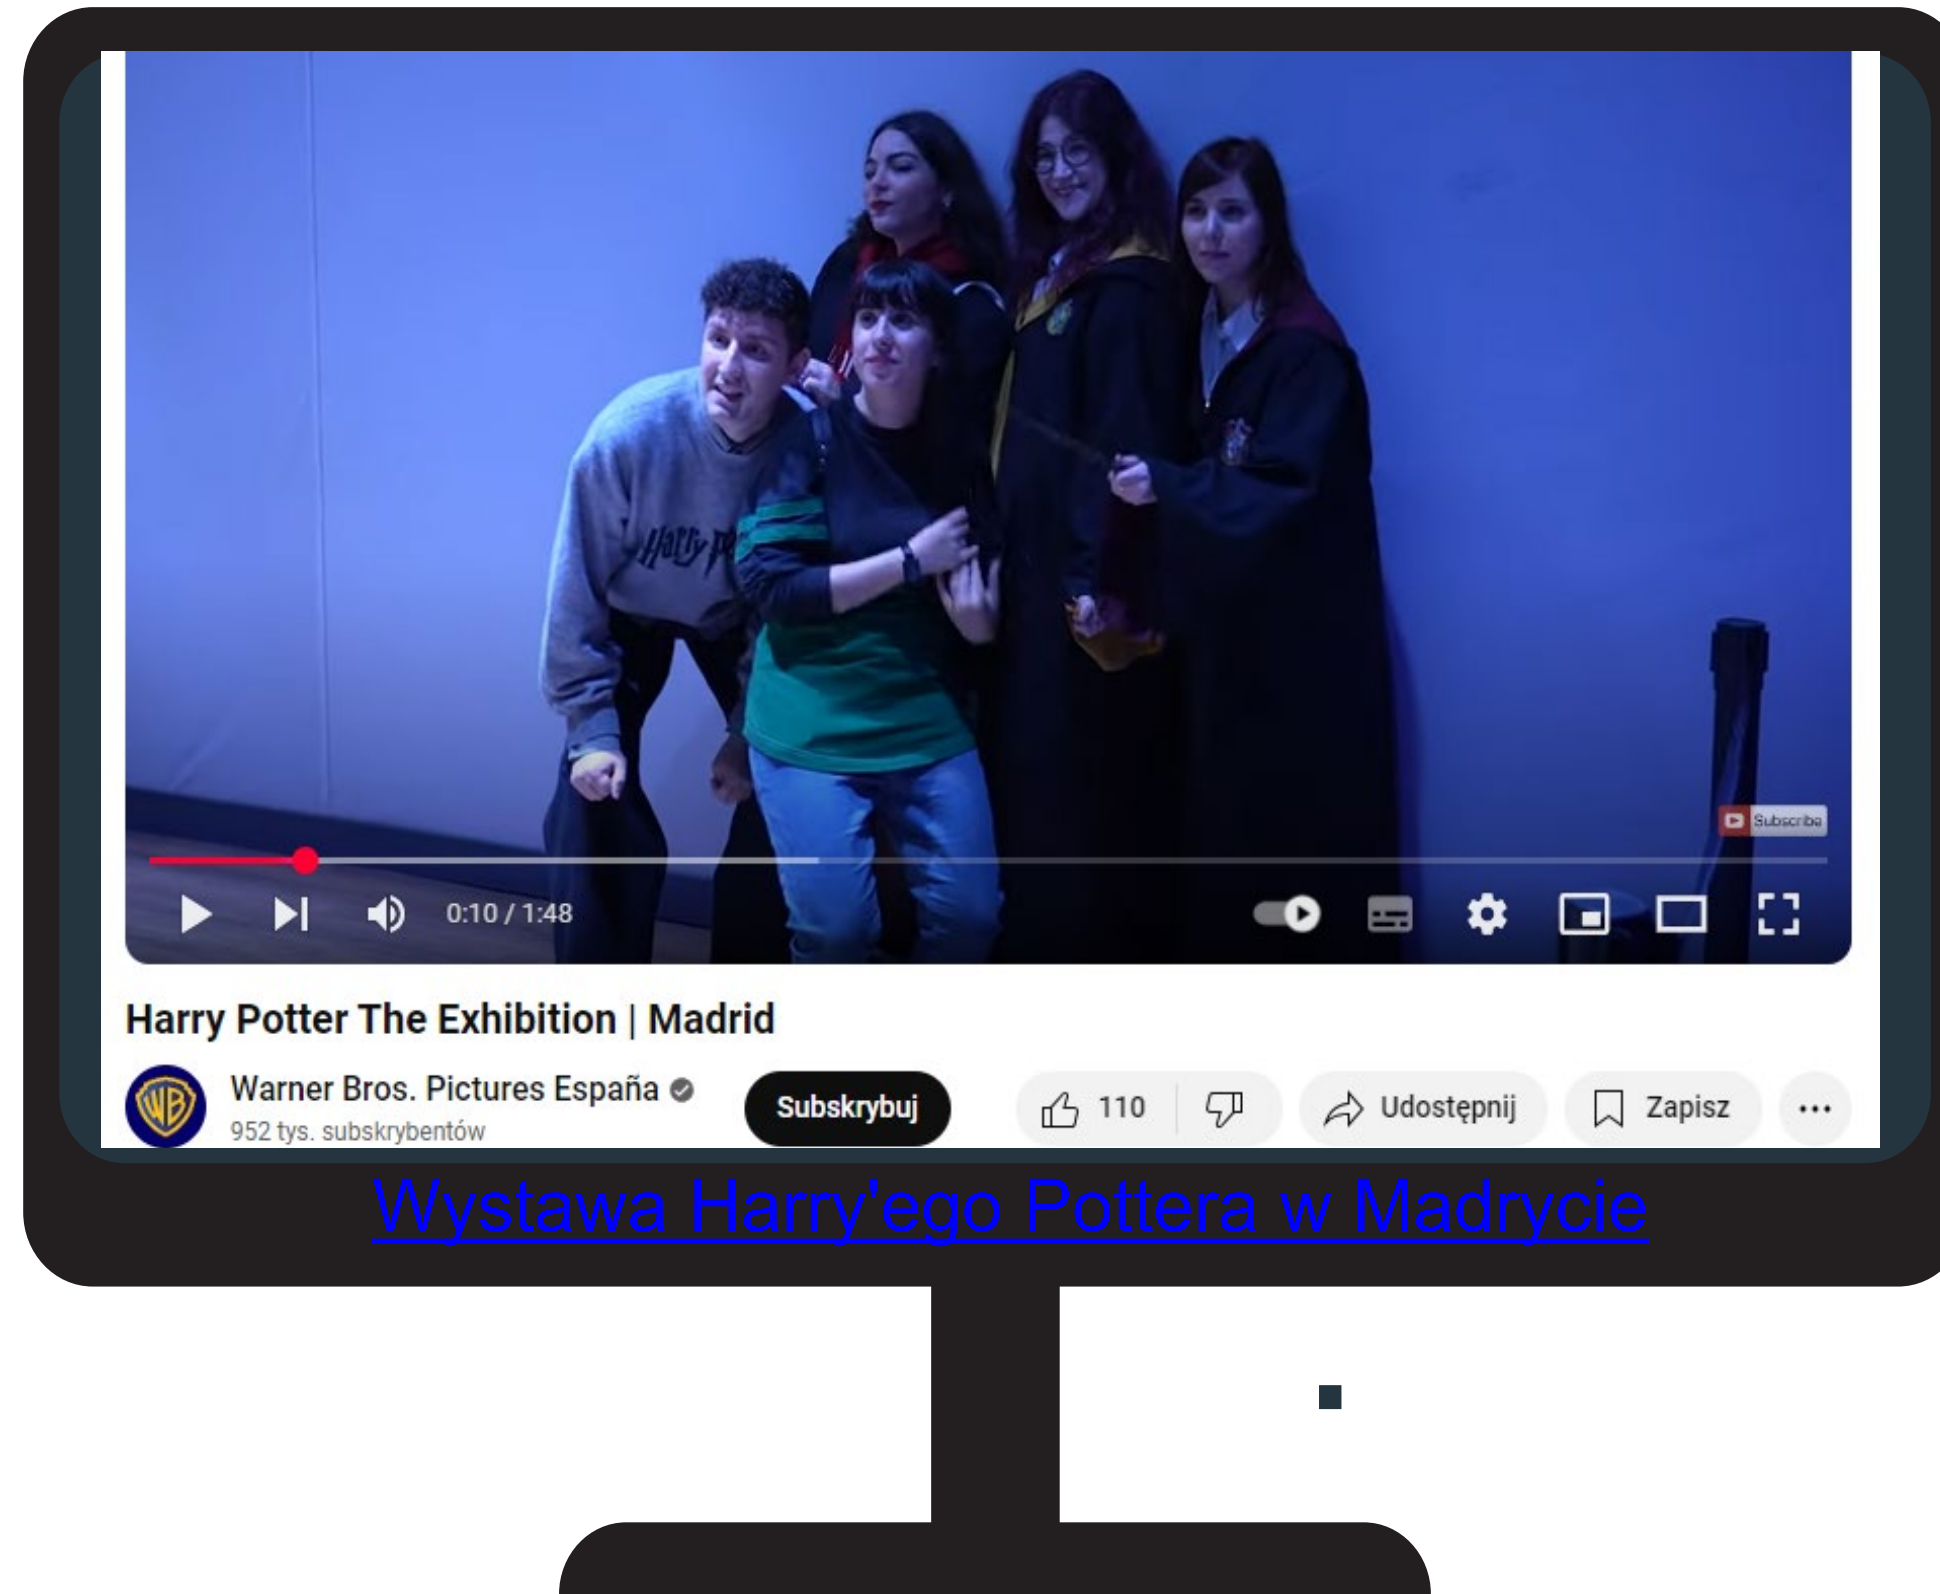 Harry P
Subscribe
0:10 / 1:48
Harry Potter The Exhibition | Madrid
WB
Warner Bros. Pictures España
952 tys. subskrybentów
Subskrybuj
110
Udostępnij
Zapisz
Wystawa Harry'ego Pottera w Madrycie